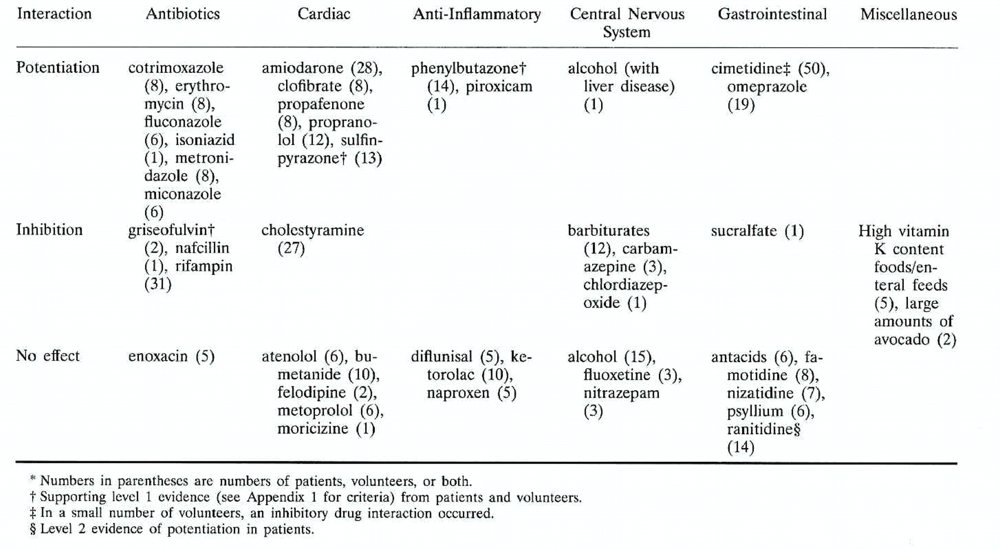 Interaction Antibiotics Cardiac Anti-Inflammatory Central Nervous Gastrointestinal Miscellaneous
System
Potentiation cotrimoxazole amiodarone (28), phenylbutazone† alcohol (with cimetidine‡ (50),
(8), erythro- clofibrate (8), (14), piroxicam liver disease) omeprazole
mycin (8), propafenone (1) (1) (19)
fluconazole (8), proprano-
(6), isoniazid lol (12), sulfin-
(1), metroni- pyrazone† (13)
dazole (8),
miconazole
(6)
Inhibition griseofulvin† cholestyramine barbiturates sucralfate (1) High vitamin
(2), nafcillin (27) (12), carbam- K content
(1), rifampin azepine (3), foods/en-
(31) chlordiazep- teral feeds
oxide (1) (5), large
amounts of
avocado (2)
No effect enoxacin (5) atenolol (6), bu- diflunisal (5), ke- alcohol (15), antacids (6), fa-
metanide (10), torolac (10), fluoxetine (3), motidine (8),
felodipine (2), naproxen (5) nitrazepam nizatidine (7),
metoprolol (6), (3) psyllium (6),
moricizine (1) ranitidine§
(14)
* Numbers in parentheses are numbers of patients, volunteers, or both.
† Supporting level 1 evidence (see Appendix 1 for criteria) from patients and volunteers.
‡ In a small number of volunteers, an inhibitory drug interaction occurred.
§ Level 2 evidence of potentiation in patients.